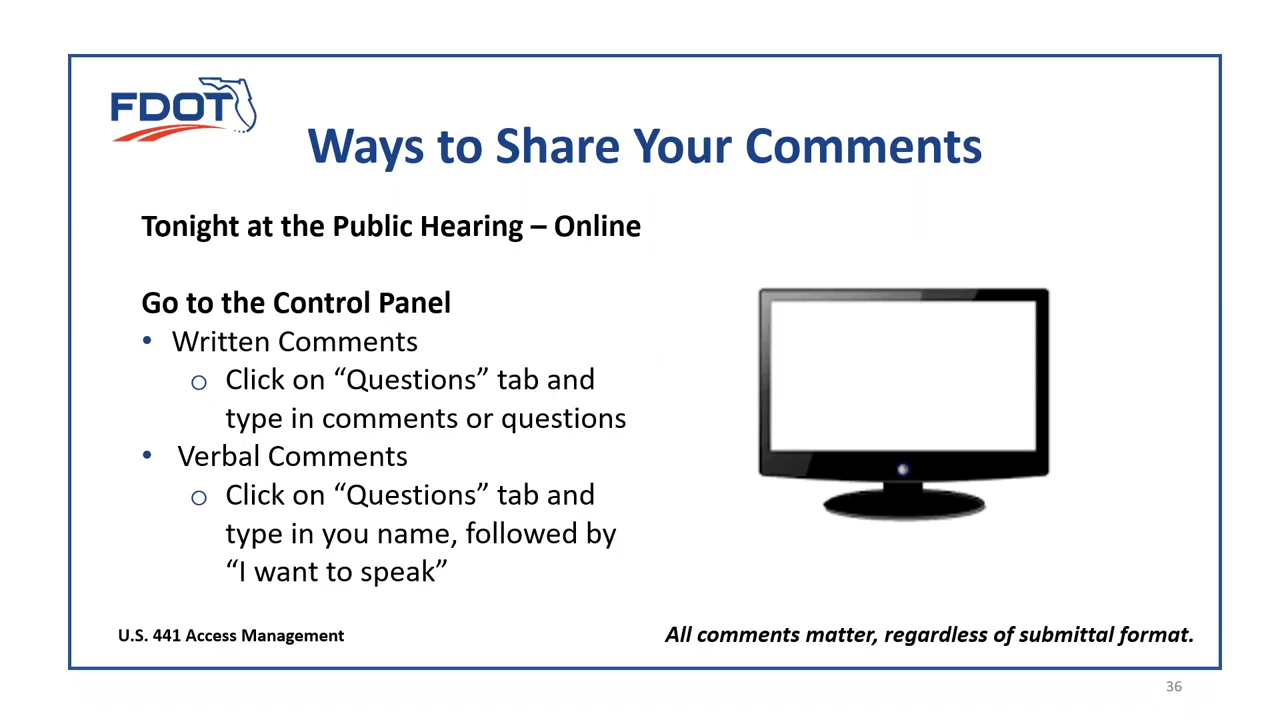 FDOT
Ways to Share Your Comments
Tonight at the Public Hearing – Online
Go to the Control Panel
• Written Comments
o Click on “Questions” tab and
type in comments or questions
• Verbal Comments
o Click on “Questions” tab and
type in you name, followed by
“I want to speak”
U.S. 441 Access Management
All comments matter, regardless of submittal format.
36